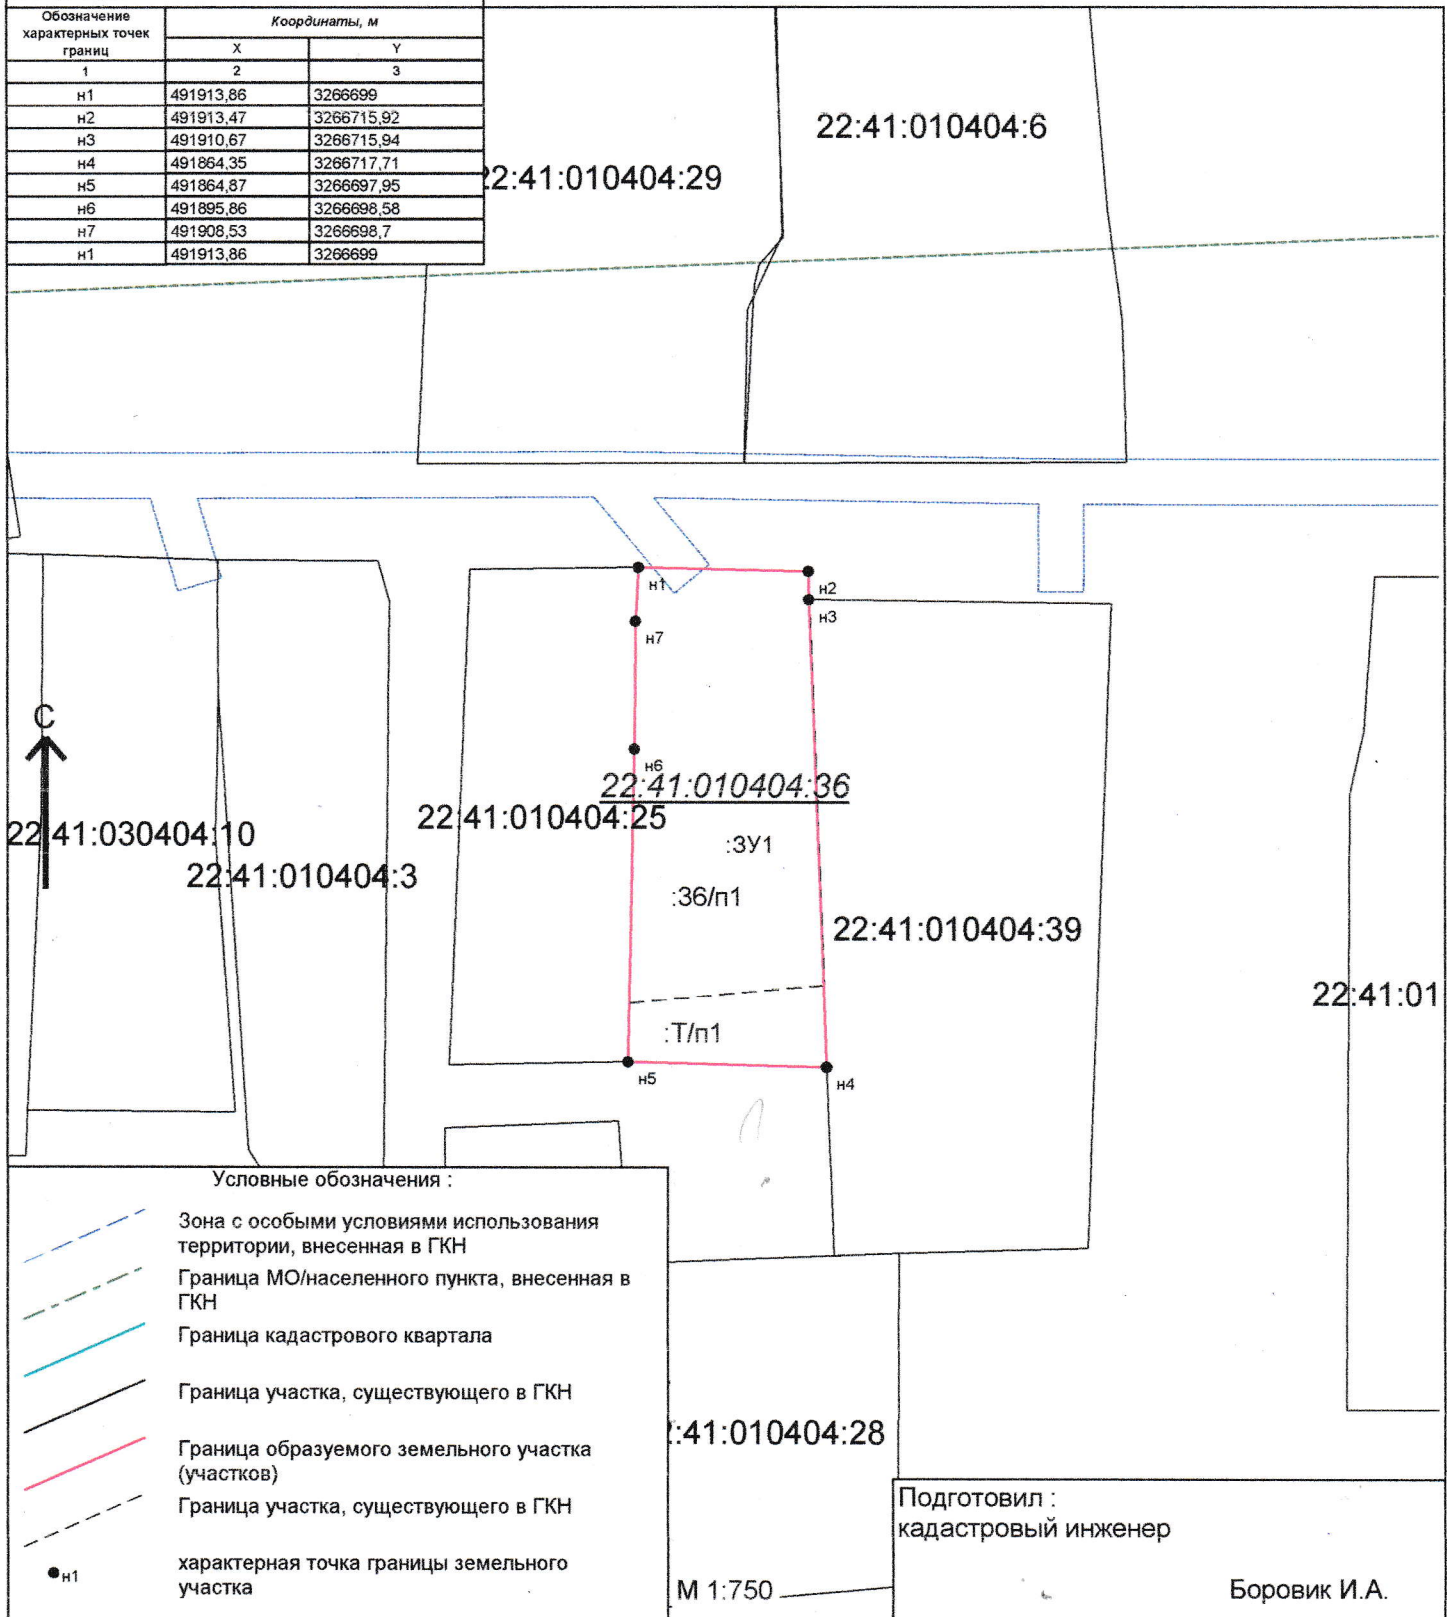 Обозначение
характерных точек
границ
Координаты, м
X Y
1 2 3
н1 491913,86 3266699
н2 491913,47 3266715,92
н3 491910,67 3266715,94
н4 491864,35 3266717,71
н5 491864,87 3266697,95
н6 491895,86 3266698,58
н7 491908,53 3266698,7
н1 491913,86 3266699
22:41:010404:6
22:41:010404:29
н1
н2
н3
н7
С
н6
22:41:010404:36
22:41:010404:25
22:41:030404:10
:ЗУ1
22:41:010404:3
:36/п1
22:41:010404:39
22:41:01
:Т/п1
н5
н4
Условные обозначения :
Зона с особыми условиями использования
территории, внесенная в ГКН
Граница МО/населенного пункта, внесенная в
ГКН
Граница кадастрового квартала
Граница участка, существующего в ГКН
Граница образуемого земельного участка
(участков)
Граница участка, существующего в ГКН
н1
характерная точка границы земельного
участка
:41:010404:28
М 1:750
Подготовил :
кадастровый инженер
Боровик И.А.